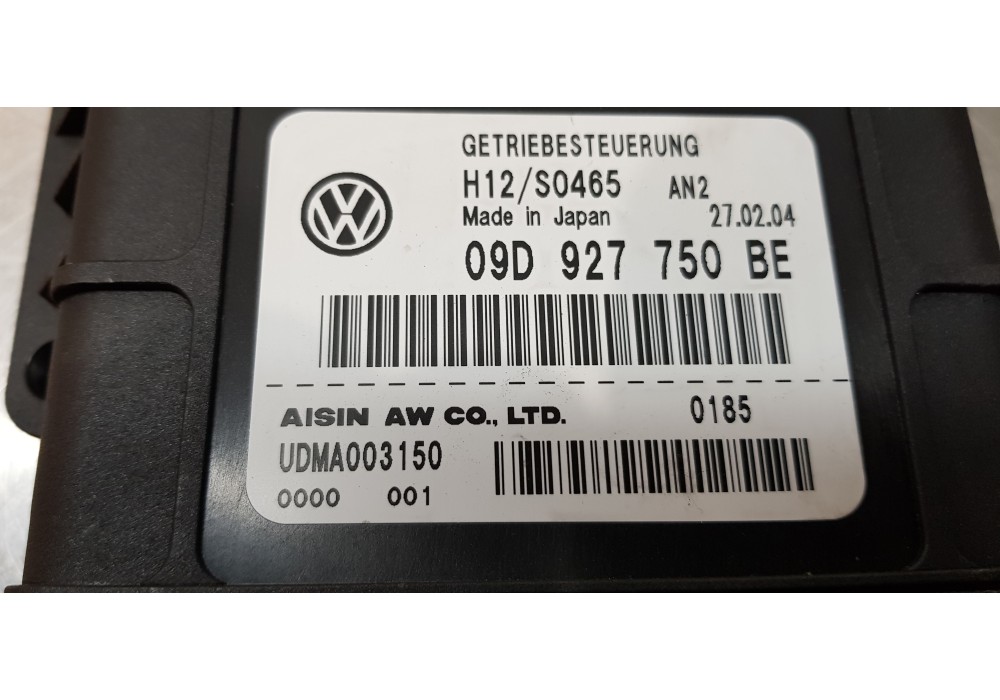 GETRIEBESTEUERUNG
H12/S0465 AN2
Made in Japan 27.02.04
09D 927 750 BE
AISIN AW CO., LTD. 0185
UDMA003150
0000 001